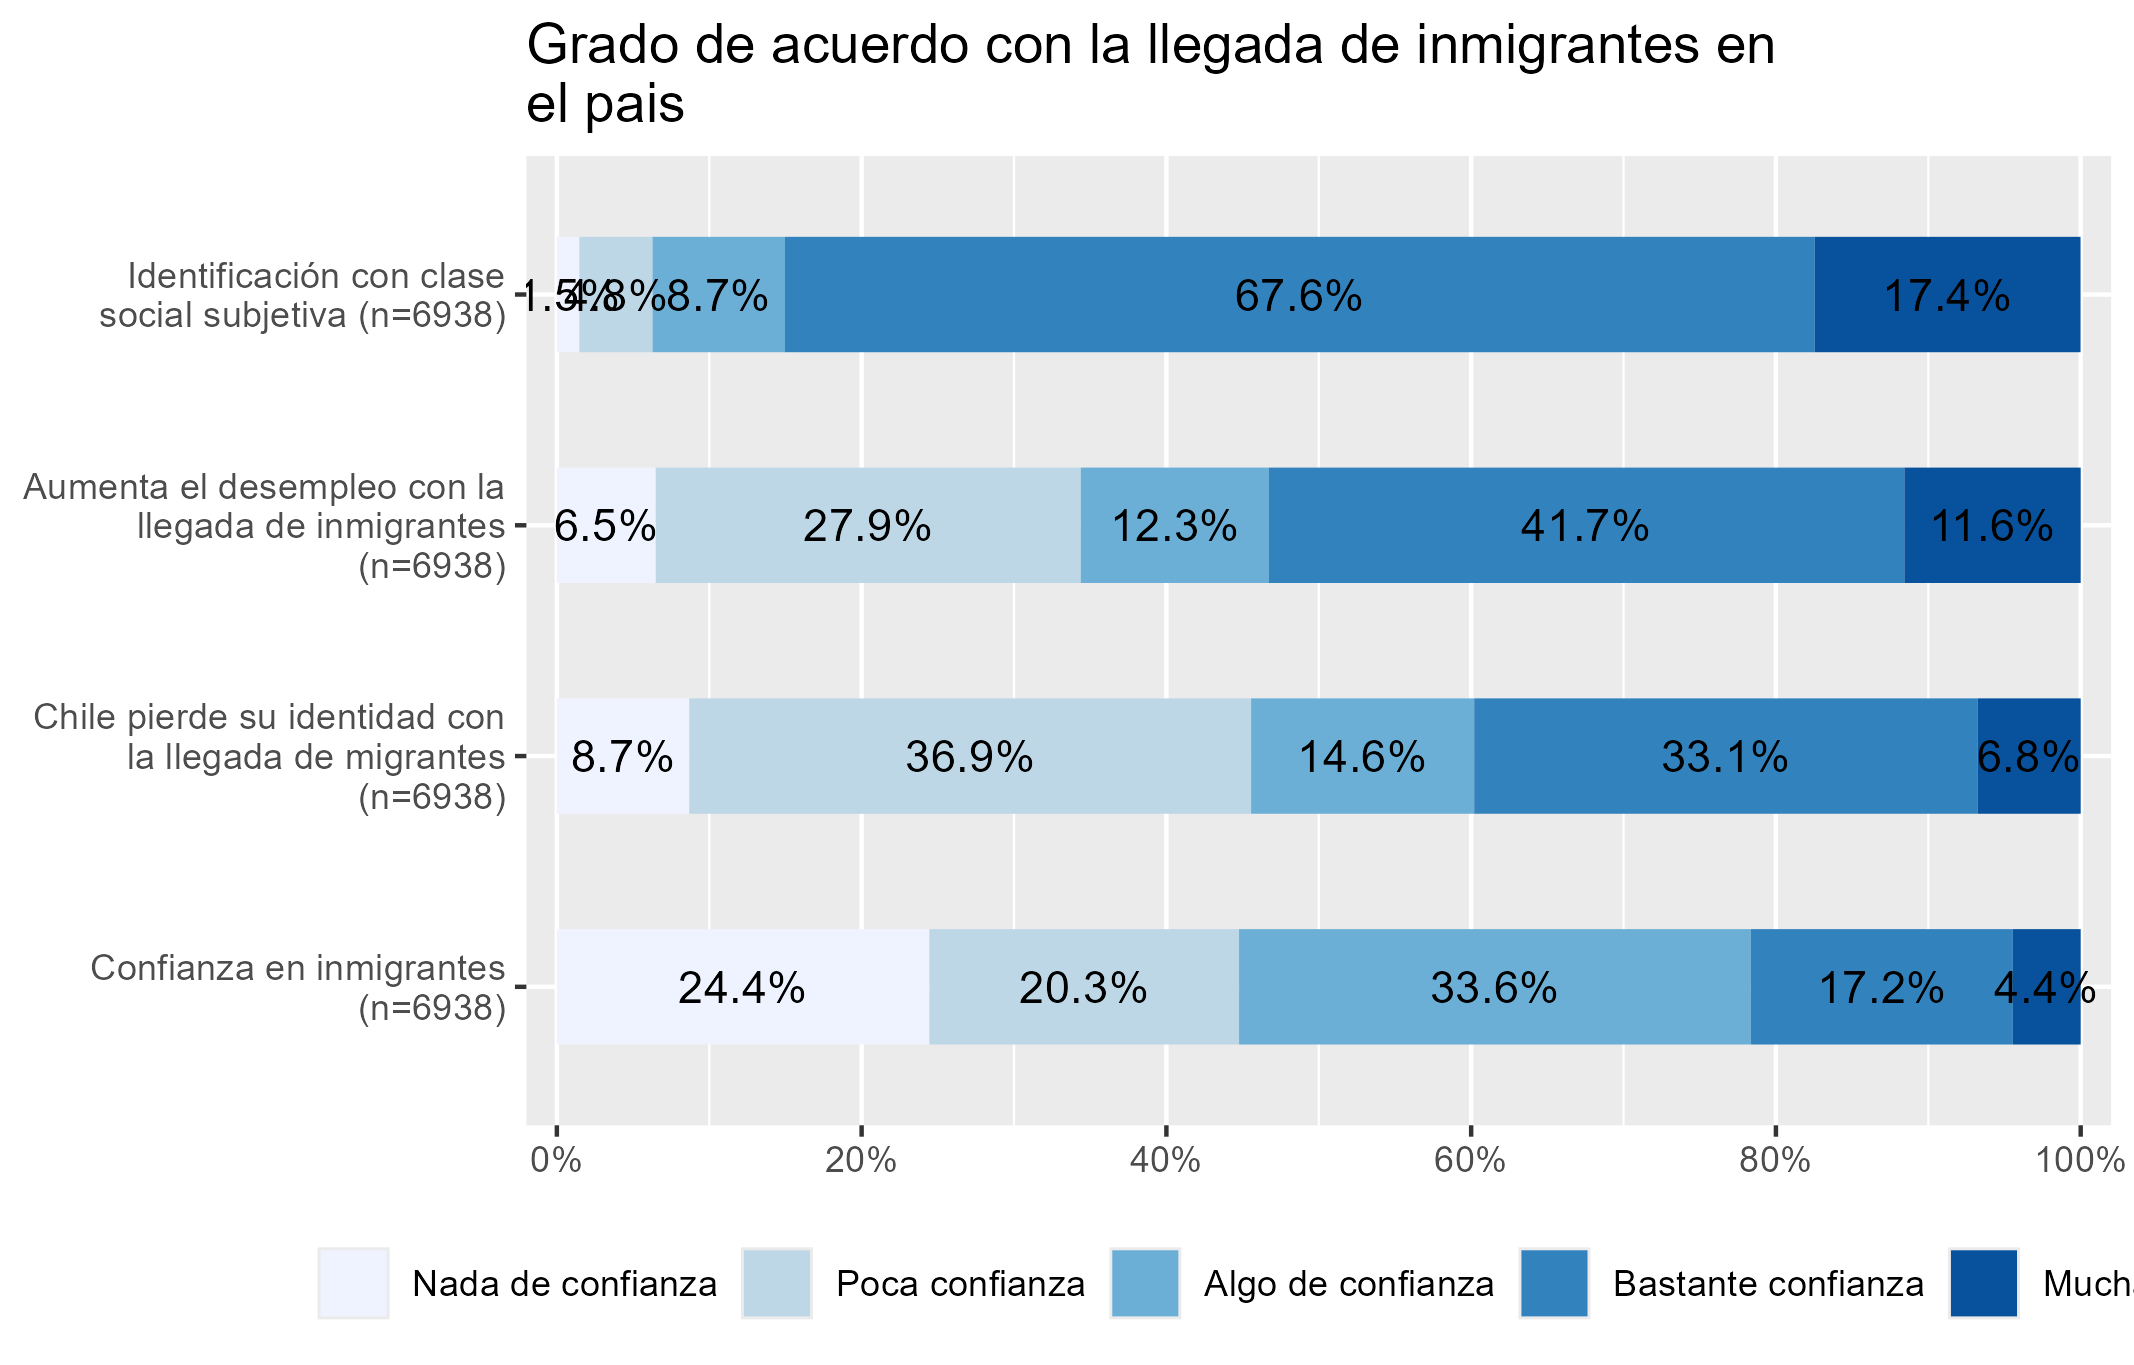 Grado de acuerdo con la llegada de inmigrantes en
el pais
Identificación con clase
social subjetiva (n=6938)
1.5% 4.8% 8.7% 67.6% 17.4%
Aumenta el desempleo con la
llegada de inmigrantes
(n=6938)
6.5% 27.9% 12.3% 41.7% 11.6%
Chile pierde su identidad con
la llegada de migrantes
(n=6938)
8.7% 36.9% 14.6% 33.1% 6.8%
Confianza en inmigrantes
(n=6938)
24.4% 20.3% 33.6% 17.2% 4.4%
0% 20% 40% 60% 80% 100%
Nada de confianza Poca confianza Algo de confianza Bastante confianza